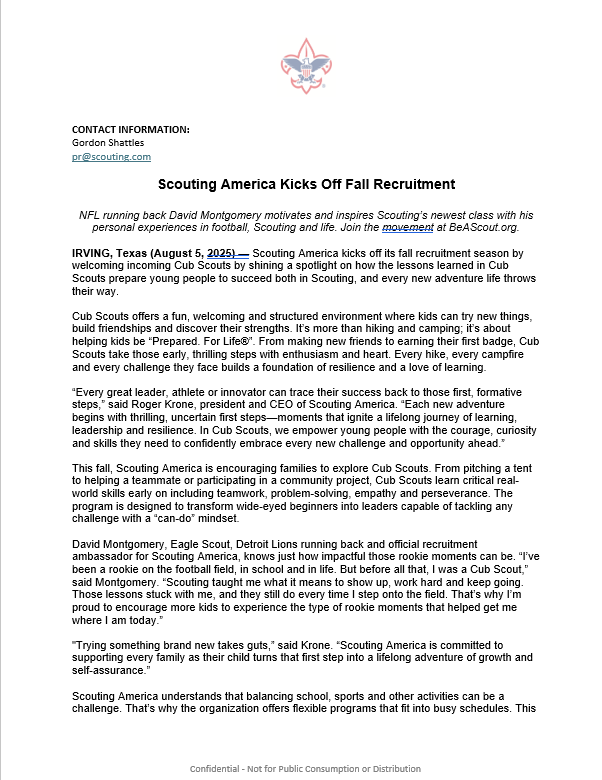 CONTACT INFORMATION:
Gordon Shattles
pr@scouting.com
Scouting America Kicks Off Fall Recruitment
NFL running back David Montgomery motivates and inspires Scouting's newest class with his
personal experiences in football, Scouting and life. Join the movement at BeAScout.org.
IRVING, Texas (August 5, 2025) — Scouting America kicks off its fall recruitment season by
welcoming incoming Cub Scouts by shining a spotlight on how the lessons learned in Cub
Scouts prepare young people to succeed both in Scouting, and every new adventure life throws
their way.
Cub Scouts offers a fun, welcoming and structured environment where kids can try new things,
build friendships and discover their strengths. It's more than hiking and camping; it's about
helping kids be “Prepared. For Life®”. From making new friends to earning their first badge, Cub
Scouts take those early, thrilling steps with enthusiasm and heart. Every hike, every campfire
and every challenge they face builds a foundation of resilience and a love of learning.
“Every great leader, athlete or innovator can trace their success back to those first, formative
steps,” said Roger Krone, president and CEO of Scouting America. “Each new adventure
begins with thrilling, uncertain first steps—moments that ignite a lifelong journey of learning,
leadership and resilience. In Cub Scouts, we empower young people with the courage, curiosity
and skills they need to confidently embrace every new challenge and opportunity ahead.”
This fall, Scouting America is encouraging families to explore Cub Scouts. From pitching a tent
to helping a teammate or participating in a community project, Cub Scouts learn critical real-
world skills early on including teamwork, problem-solving, empathy and perseverance. The
program is designed to transform wide-eyed beginners into leaders capable of tackling any
challenge with a “can-do” mindset.
David Montgomery, Eagle Scout, Detroit Lions running back and official recruitment
ambassador for Scouting America, knows just how impactful those rookie moments can be. “I've
been a rookie on the football field, in school and in life. But before all that, I was a Cub Scout,”
said Montgomery. “Scouting taught me what it means to show up, work hard and keep going.
Those lessons stuck with me, and they still do every time I step onto the field. That's why I'm
proud to encourage more kids to experience the type of rookie moments that helped get me
where I am today.”
"Trying something brand new takes guts,” said Krone. “Scouting America is committed to
supporting every family as their child turns that first step into a lifelong adventure of growth and
self-assurance.”
Scouting America understands that balancing school, sports and other activities can be a
challenge. That's why the organization offers flexible programs that fit into busy schedules. This
Confidential - Not for Public Consumption or Distribution